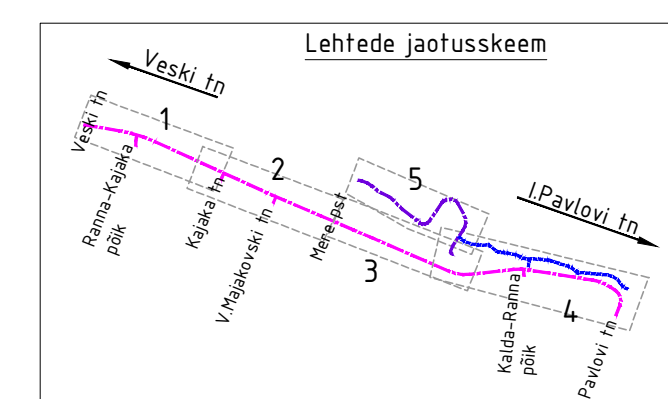 Lehtede jaotusskeem
Veski tn
Veski tn
1
Ranna-Kajaka
põik
Kajaka tn
2
V.Majakovski tn
Mere pst
5
3
I.Pavlovi tn
Kalda-Ranna
põik
4
Pavlovi tn